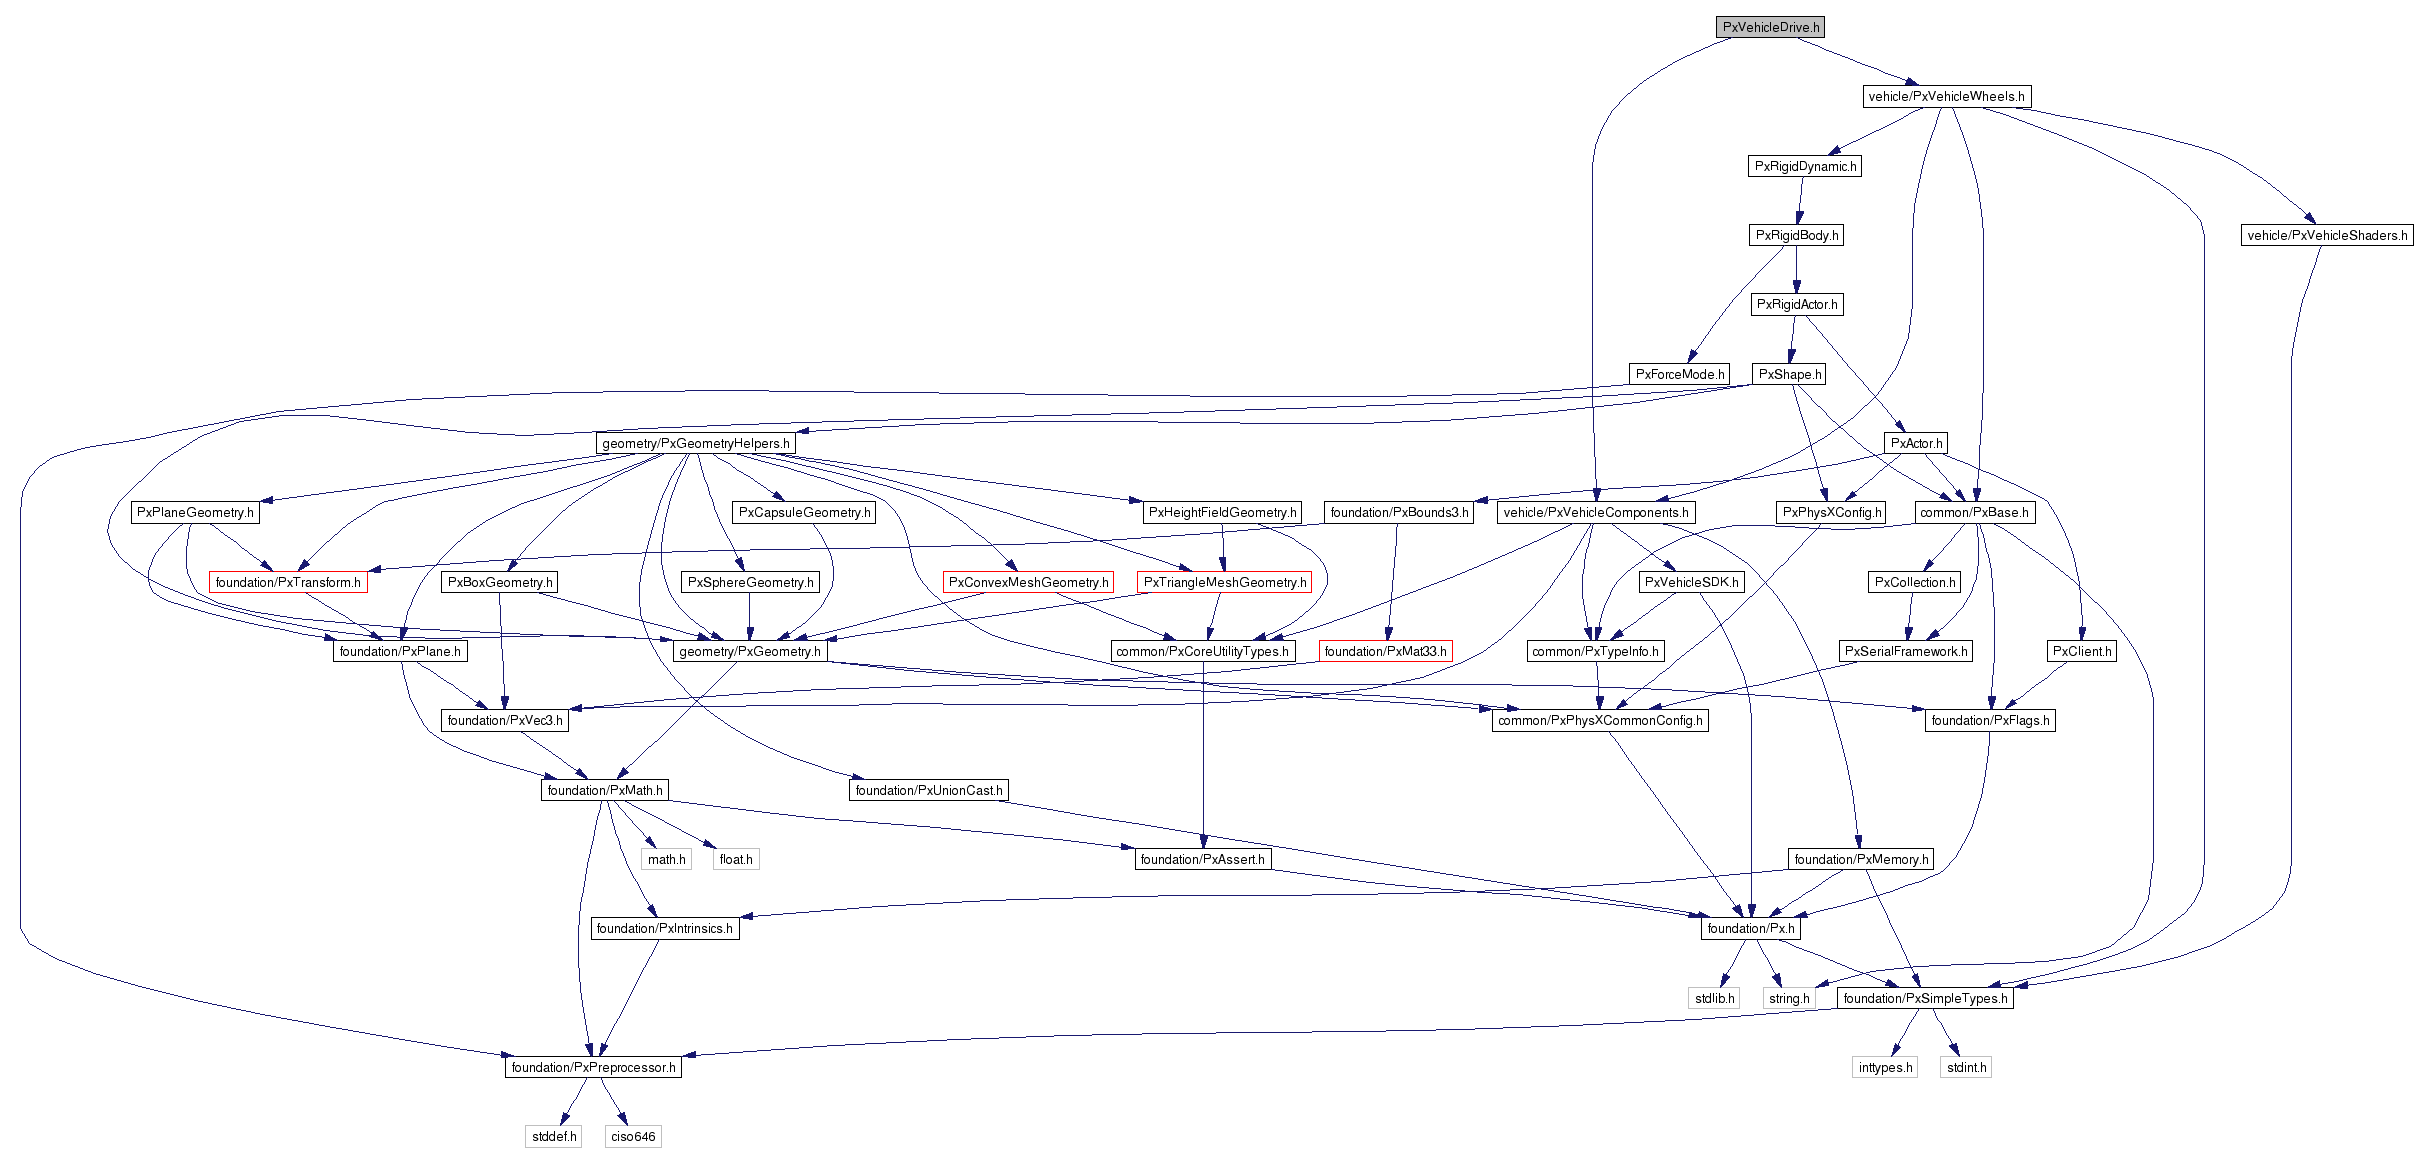 PxVehicleDrive.h
vehicle/PxVehicleWheels.h
PxRigidDynamic.h
PxRigidBody.h
vehicle/PxVehicleShaders.h
PxRigidActor.h
PxForceMode.h
PxShape.h
geometry/PxGeometryHelpers.h
PxActor.h
PxPlaneGeometry.h
PxCapsuleGeometry.h
PxHeightFieldGeometry.h
foundation/PxBounds3.h
vehicle/PxVehicleComponents.h
PxPhysXConfig.h
common/PxBase.h
foundation/PxTransform.h
PxBoxGeometry.h
PxSphereGeometry.h
PxConvexMeshGeometry.h
PxTriangleMeshGeometry.h
PxVehicleSDK.h
PxCollection.h
foundation/PxPlane.h
geometry/PxGeometry.h
common/PxCoreUtilityTypes.h
foundation/PxMat33.h
common/PxTypeInfo.h
PxSerialFramework.h
PxClient.h
foundation/PxVec3.h
common/PxPhysXCommonConfig.h
foundation/PxFlags.h
foundation/PxMath.h
foundation/PxUnionCast.h
math.h
float.h
foundation/PxAssert.h
foundation/PxMemory.h
foundation/PxIntrinsics.h
foundation/Px.h
stdlib.h
string.h
foundation/PxSimpleTypes.h
foundation/PxPreprocessor.h
inttypes.h
stdint.h
stddef.h
ciso646